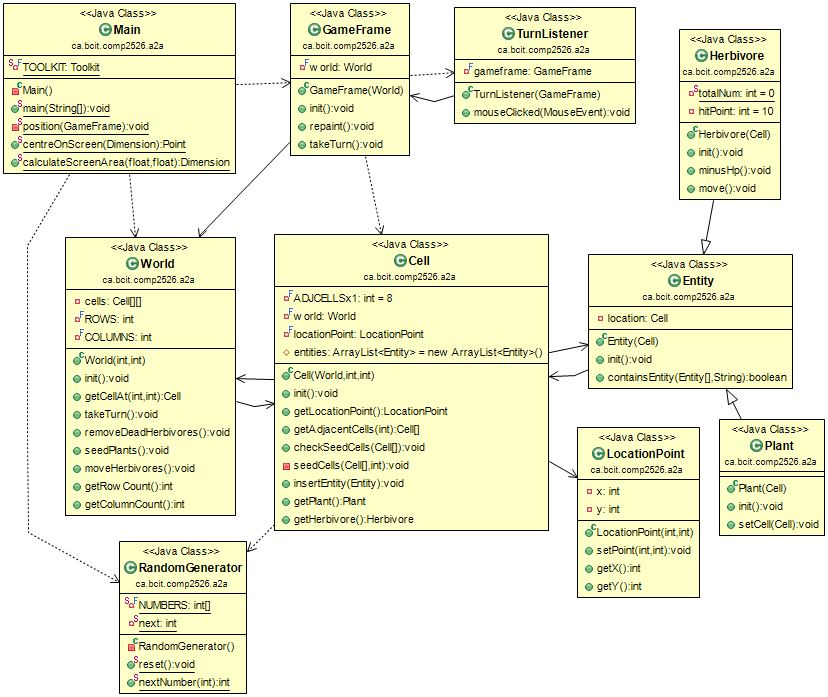 <<Java Class>>
Main
ca.bcit.comp2526.a2a
TOOLKIT: Toolkit
Main()
main(String[]):void
position(GameFrame):void
centreOnScreen(Dimension):Point
calculateScreenArea(float,float):Dimension
<<Java Class>>
GameFrame
ca.bcit.comp2526.a2a
world: World
GameFrame(World)
init():void
repaint():void
takeTurn():void
<<Java Class>>
TurnListener
ca.bcit.comp2526.a2a
gameframe: GameFrame
TurnListener(GameFrame)
mouseClicked(MouseEvent):void
<<Java Class>>
Herbivore
ca.bcit.comp2526.a2a
totalNum: int = 0
hitPoint: int = 10
Herbivore(Cell)
init():void
minusHp():void
move():void
<<Java Class>>
World
ca.bcit.comp2526.a2a
cells: Cell[][]
ROWS: int
COLUMNS: int
World(int,int)
init():void
getCellAt(int,int):Cell
takeTurn():void
removeDeadHerbivores():void
seedPlants():void
moveHerbivores():void
getRowCount():int
getColumnCount():int
<<Java Class>>
Cell
ca.bcit.comp2526.a2a
ADJCELLSx1: int = 8
world: World
locationPoint: LocationPoint
entities: ArrayList<Entity> = new ArrayList<Entity>()
Cell(World,int,int)
init():void
getLocationPoint():LocationPoint
getAdjacentCells(int):Cell[]
checkSeedCells(Cell[]):void
seedCells(Cell[],int):void
insertEntity(Entity):void
getPlant():Plant
getHerbivore():Herbivore
<<Java Class>>
Entity
ca.bcit.comp2526.a2a
location: Cell
Entity(Cell)
init():void
containsEntity(Entity[],String):boolean
<<Java Class>>
LocationPoint
ca.bcit.comp2526.a2a
x: int
y: int
LocationPoint(int,int)
setPoint(int,int):void
getX():int
getY():int
<<Java Class>>
Plant
ca.bcit.comp2526.a2a
Plant(Cell)
init():void
setCell(Cell):void
<<Java Class>>
RandomGenerator
ca.bcit.comp2526.a2a
NUMBERS: int[]
next: int
RandomGenerator()
reset():void
nextNumber(int):int